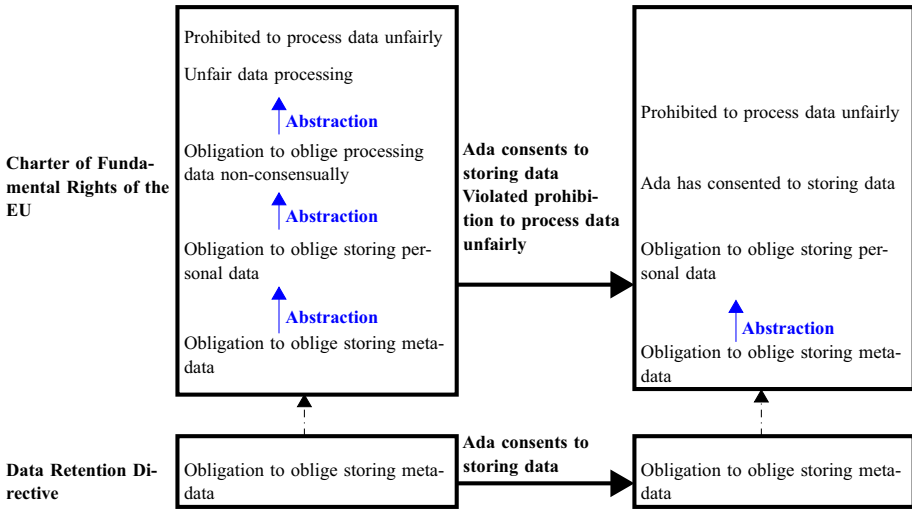 Prohibited to process data unfairly
Unfair data processing
Abstraction
Charter of Funda-
mental Rights of the
EU
Obligation to oblige processing
data non-consensually
Abstraction
Obligation to oblige storing per-
sonal data
Abstraction
Obligation to oblige storing meta-
data
Ada consents to
storing data
Violated prohibi-
tion to process data
unfairly
Prohibited to process data unfairly
Ada has consented to storing data
Obligation to oblige storing per-
sonal data
Abstraction
Obligation to oblige storing meta-
data
Data Retention Di-
rective
Obligation to oblige storing meta-
data
Ada consents to
storing data
Obligation to oblige storing meta-
data